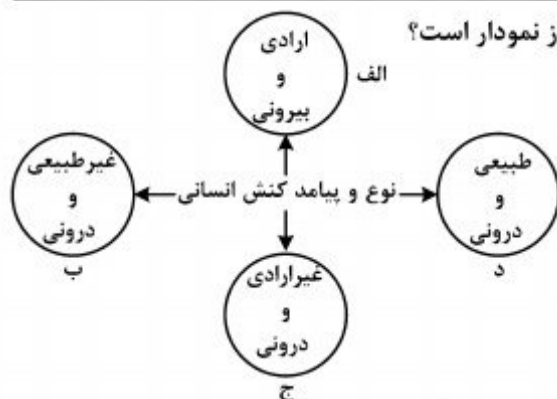 ز نمودار است؟
ارادی
و
بیرونی
الف
غیرطبیعی
و
درونی
ب
نوع و پیامد کنش انسانی
طبیعی
و
درونی
د
غیرارادی
و
درونی
ج